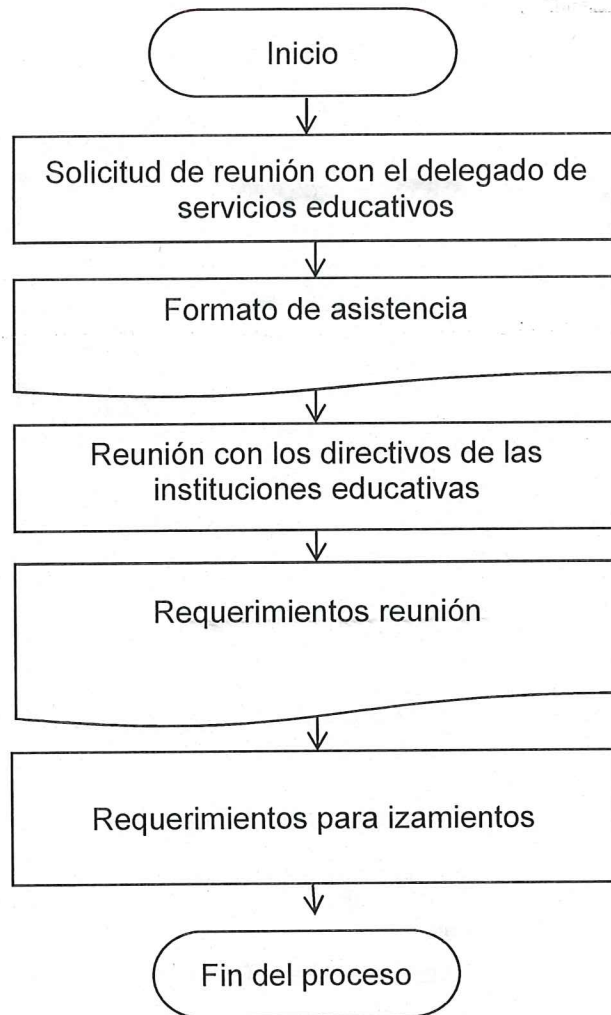 Inicio
Solicitud de reunión con el delegado de
servicios educativos
Formato de asistencia
Reunión con los directivos de las
instituciones educativas
Requerimientos reunión
Requerimientos para izamientos
Fin del proceso